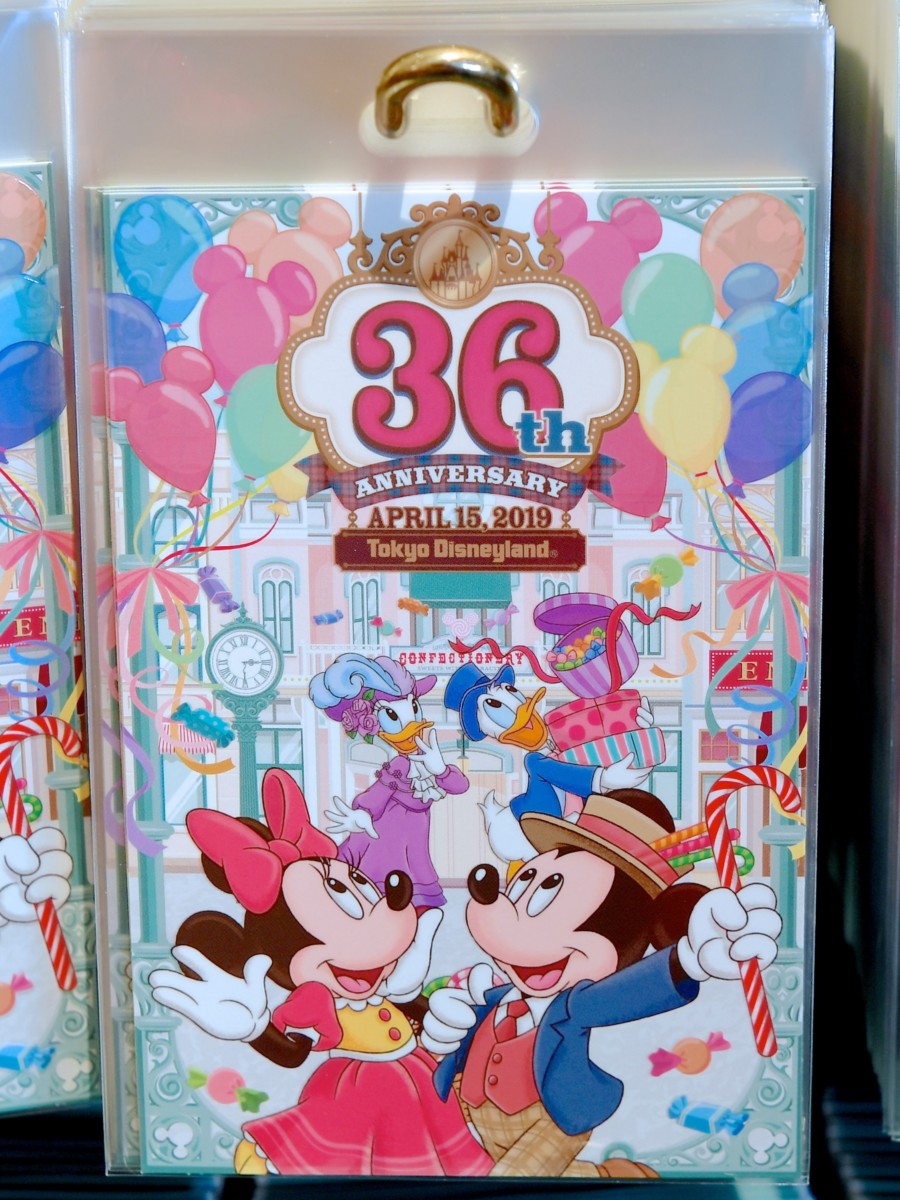 36th
ANNIVERSARY
APRIL 15, 2019
Tokyo Disneyland®
CONFECTIONERY